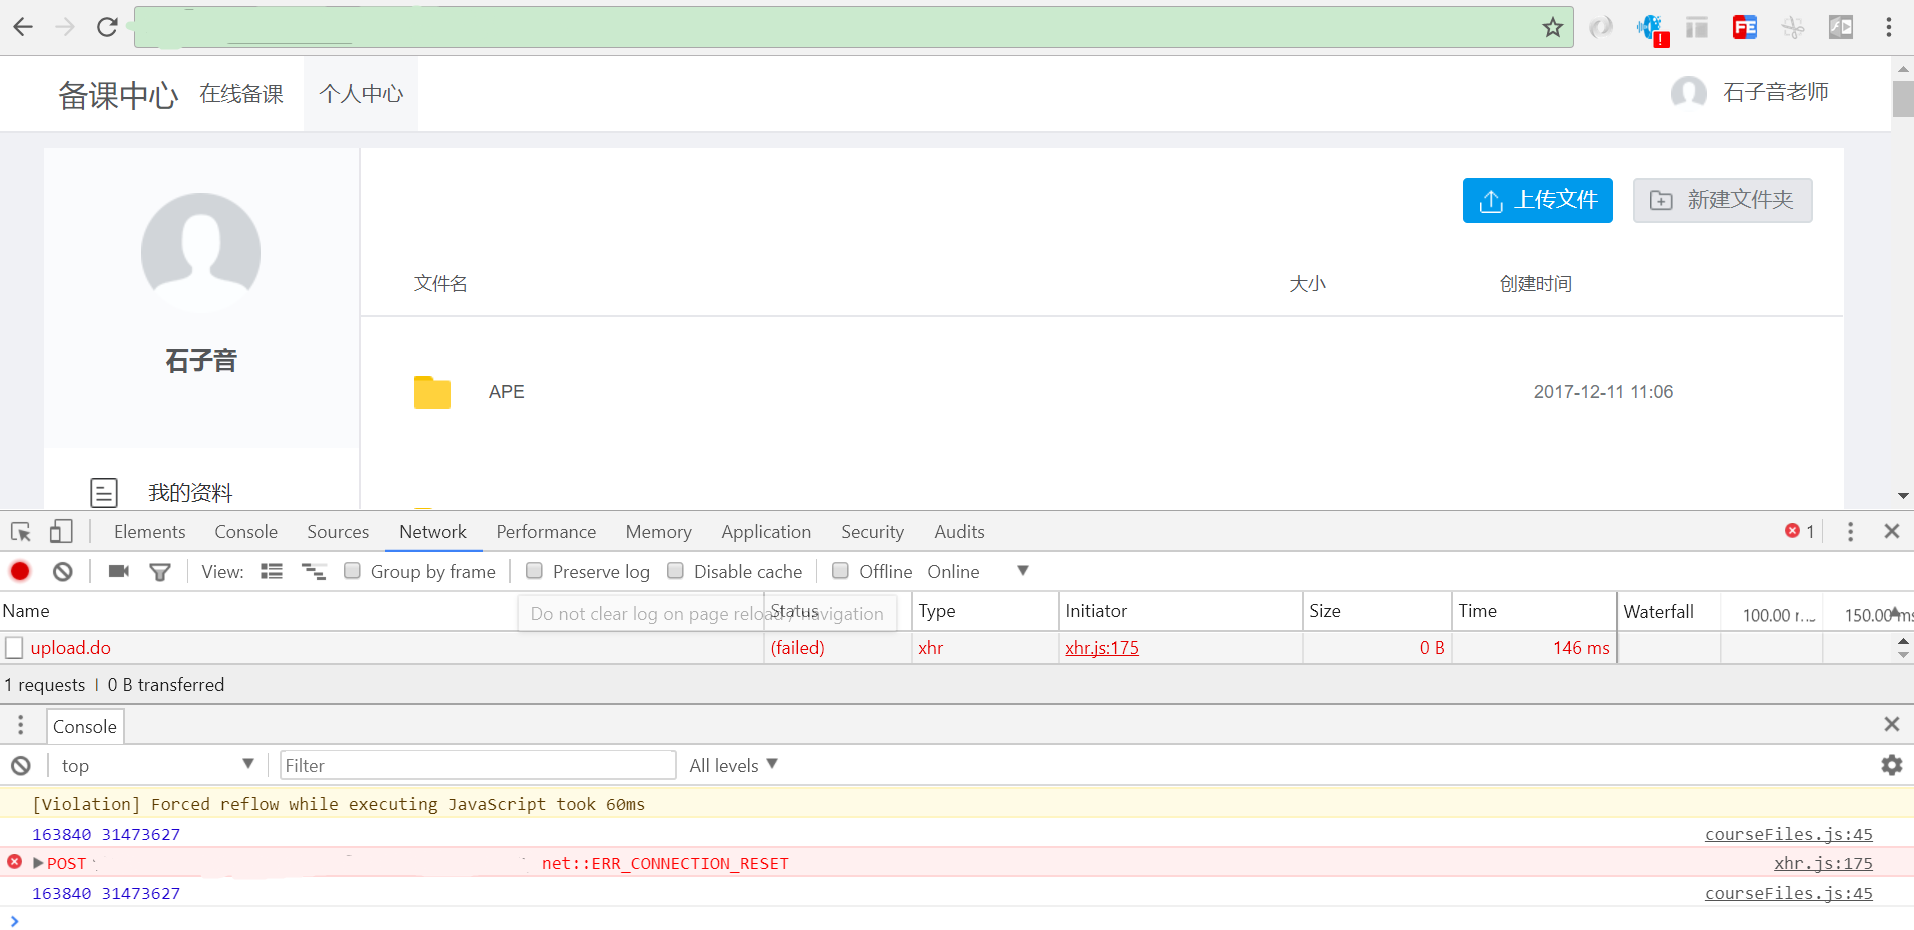 备课中心 在线备课 个人中心 石子音老师
上传文件 新建文件夹
文件名 大小 创建时间
石子音
APE 2017-12-11 11:06
我的资料
Elements Console Sources Network Performance Memory Application Security Audits 1
View: Group by frame Preserve log Disable cache Offline Online
Name Status Type Initiator Size Time Waterfall 100.00 150.00 ms
Do not clear log on page reload / navigation
upload.do (failed) xhr xhr.js:175 0 B 146 ms
1 requests | 0 B transferred
Console
top Filter All levels
[Violation] Forced reflow while executing JavaScript took 60ms
163840 31473627 courseFiles.js:45
POST net::ERR_CONNECTION_RESET xhr.js:175
163840 31473627 courseFiles.js:45